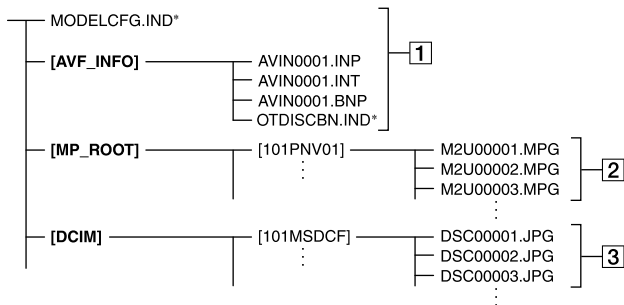 MODELCFG.IND*
[AVF_INFO] AVIN0001.INP 1
AVIN0001.INT
AVIN0001.BNP
OTDISCBN.IND*
[MP_ROOT] [101PNV01] M2U00001.MPG
M2U00002.MPG 2
M2U00003.MPG
[DCIM] [101MSDCF] DSC00001.JPG
DSC00002.JPG 3
DSC00003.JPG